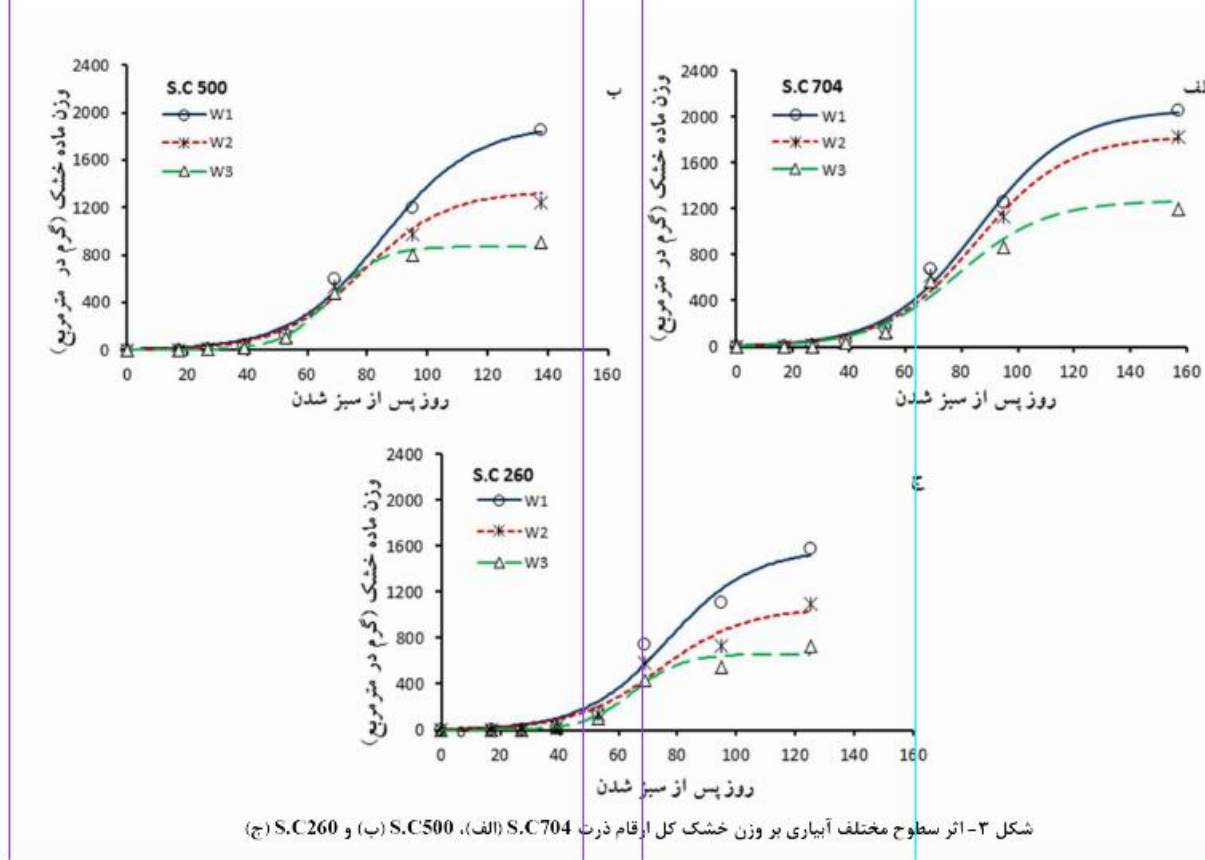 الف
S.C 704
W1
W2
W3
وزن ماده خشک (گرم در مترمربع)
2400
2000
1600
1200
800
400
0
0 20 40 60 80 100 120 140 160
روز پس از سبز شدن
ب
S.C 500
W1
W2
W3
وزن ماده خشک (گرم در مترمربع)
2400
2000
1600
1200
800
400
0
0 20 40 60 80 100 120 140 160
روز پس از سبز شدن
ج
S.C 260
W1
W2
W3
وزن ماده خشک (گرم در مترمربع)
2400
2000
1600
1200
800
400
0
0 20 40 60 80 100 120 140 160
روز پس از سبز شدن
شکل ۳- اثر سطوح مختلف آبیاری بر وزن خشک کل ارقام ذرت S.C704 (الف)، S.C500 (ب) و S.C260 (ج)